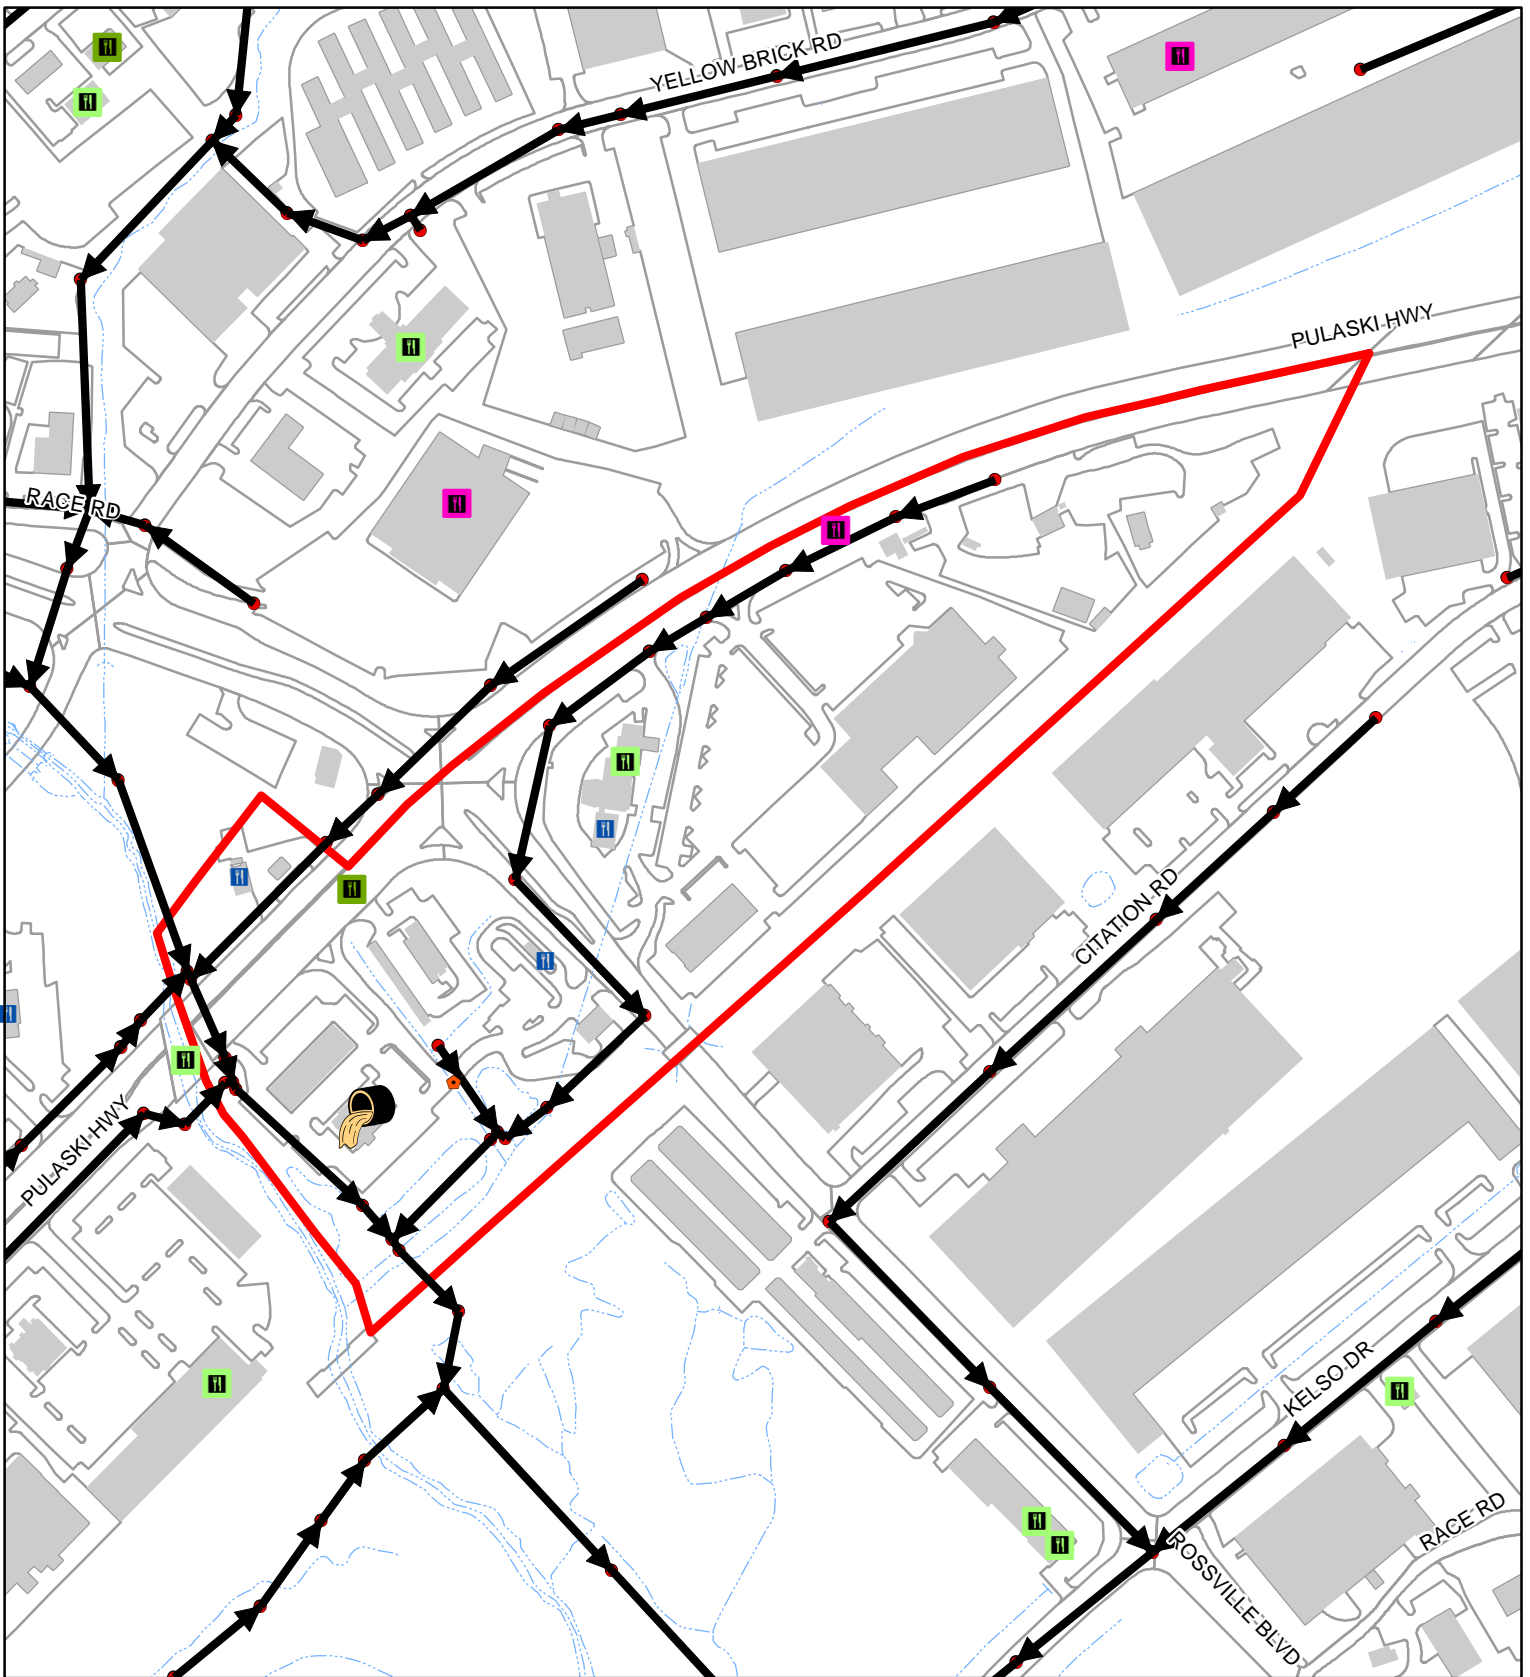 YELLOW BRICK RD
PULASKI HWY
RACE RD
CITATION RD
PULASKI HWY
KELSO DR
RACE RD
ROSSVILLE BLVD